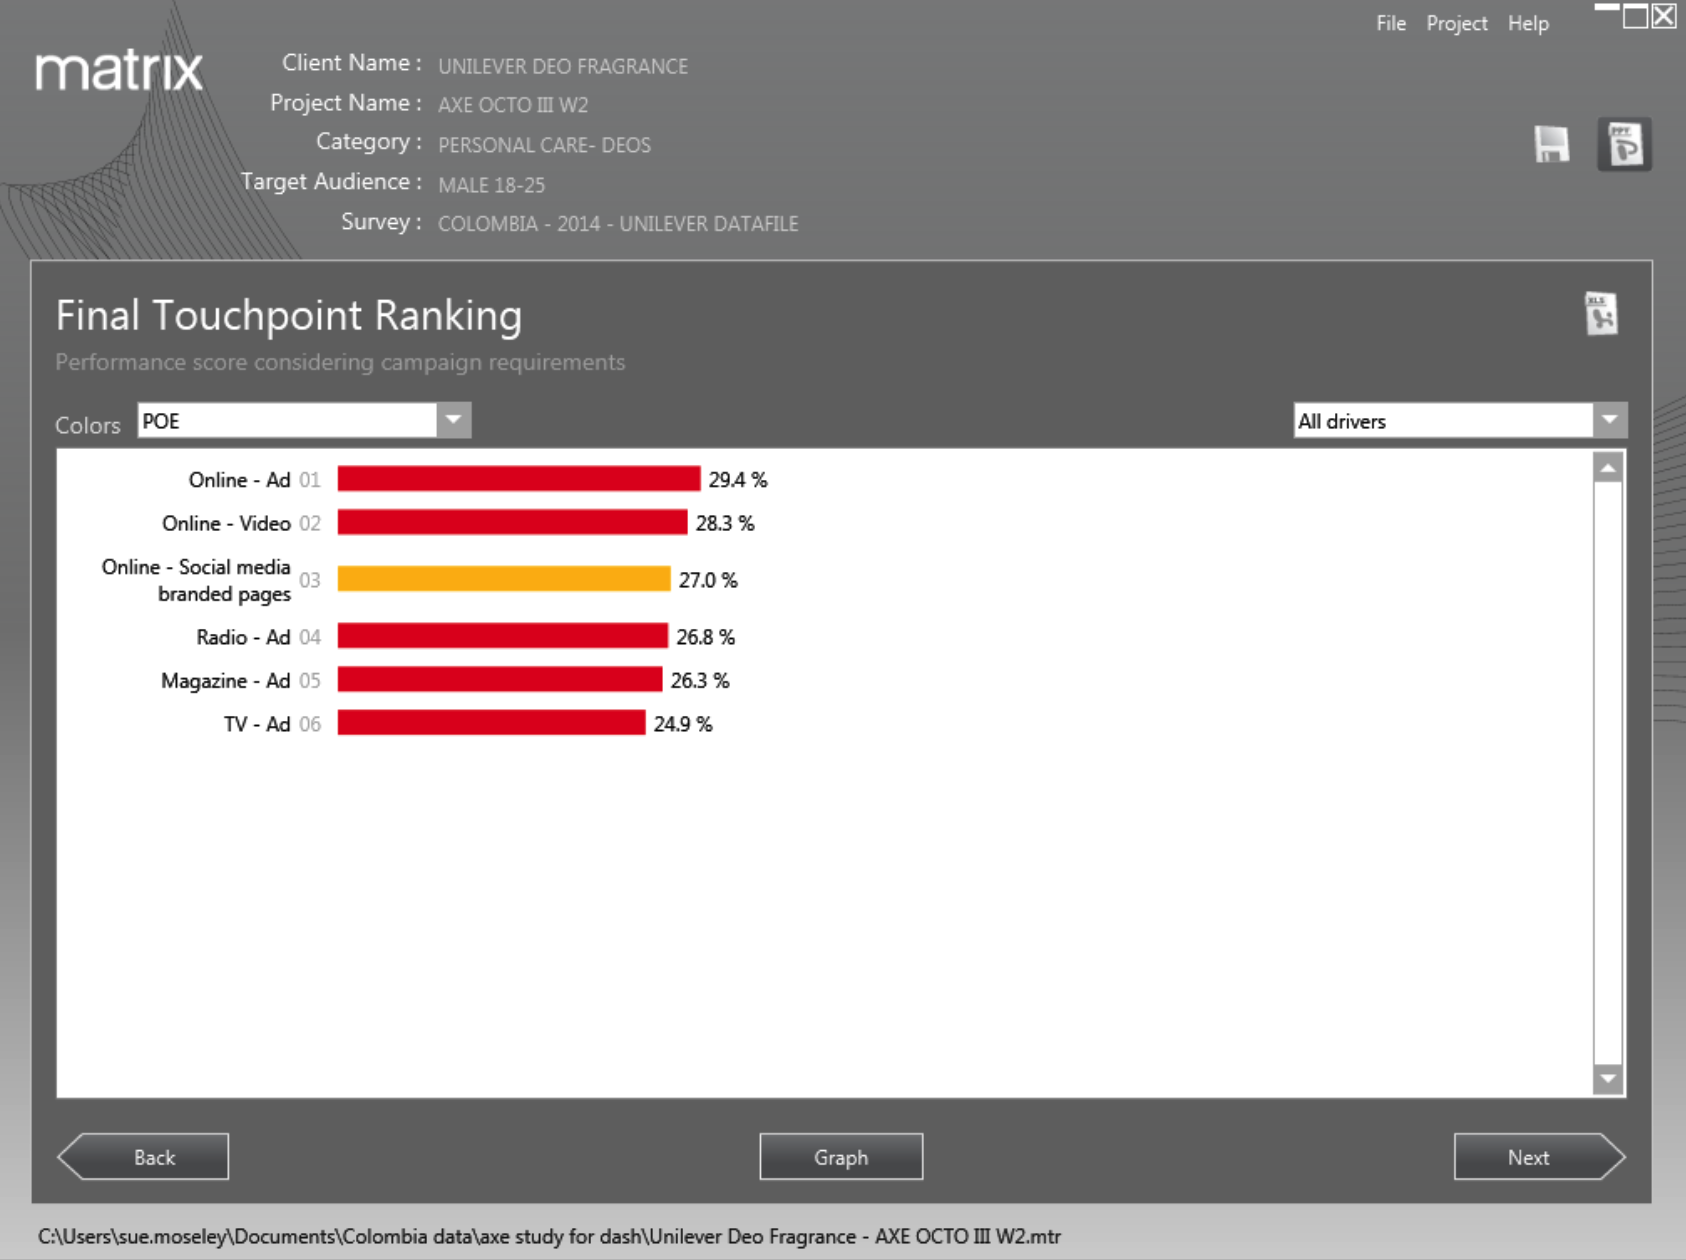 File Project Help
matrix
Client Name : UNILEVER DEO FRAGRANCE
Project Name : AXE OCTO III W2
Category : PERSONAL CARE- DEOS
Target Audience : MALE 18-25
Survey : COLOMBIA - 2014 - UNILEVER DATAFILE
PPT
Final Touchpoint Ranking
XLS
Performance score considering campaign requirements
Colors POE All drivers
Online - Ad 01 29.4 %
Online - Video 02 28.3 %
Online - Social media
branded pages 03 27.0 %
Radio - Ad 04 26.8 %
Magazine - Ad 05 26.3 %
TV - Ad 06 24.9 %
Back Graph Next
C:\Users\sue.moseley\Documents\Colombia data\axe study for dash\Unilever Deo Fragrance - AXE OCTO III W2.mtr